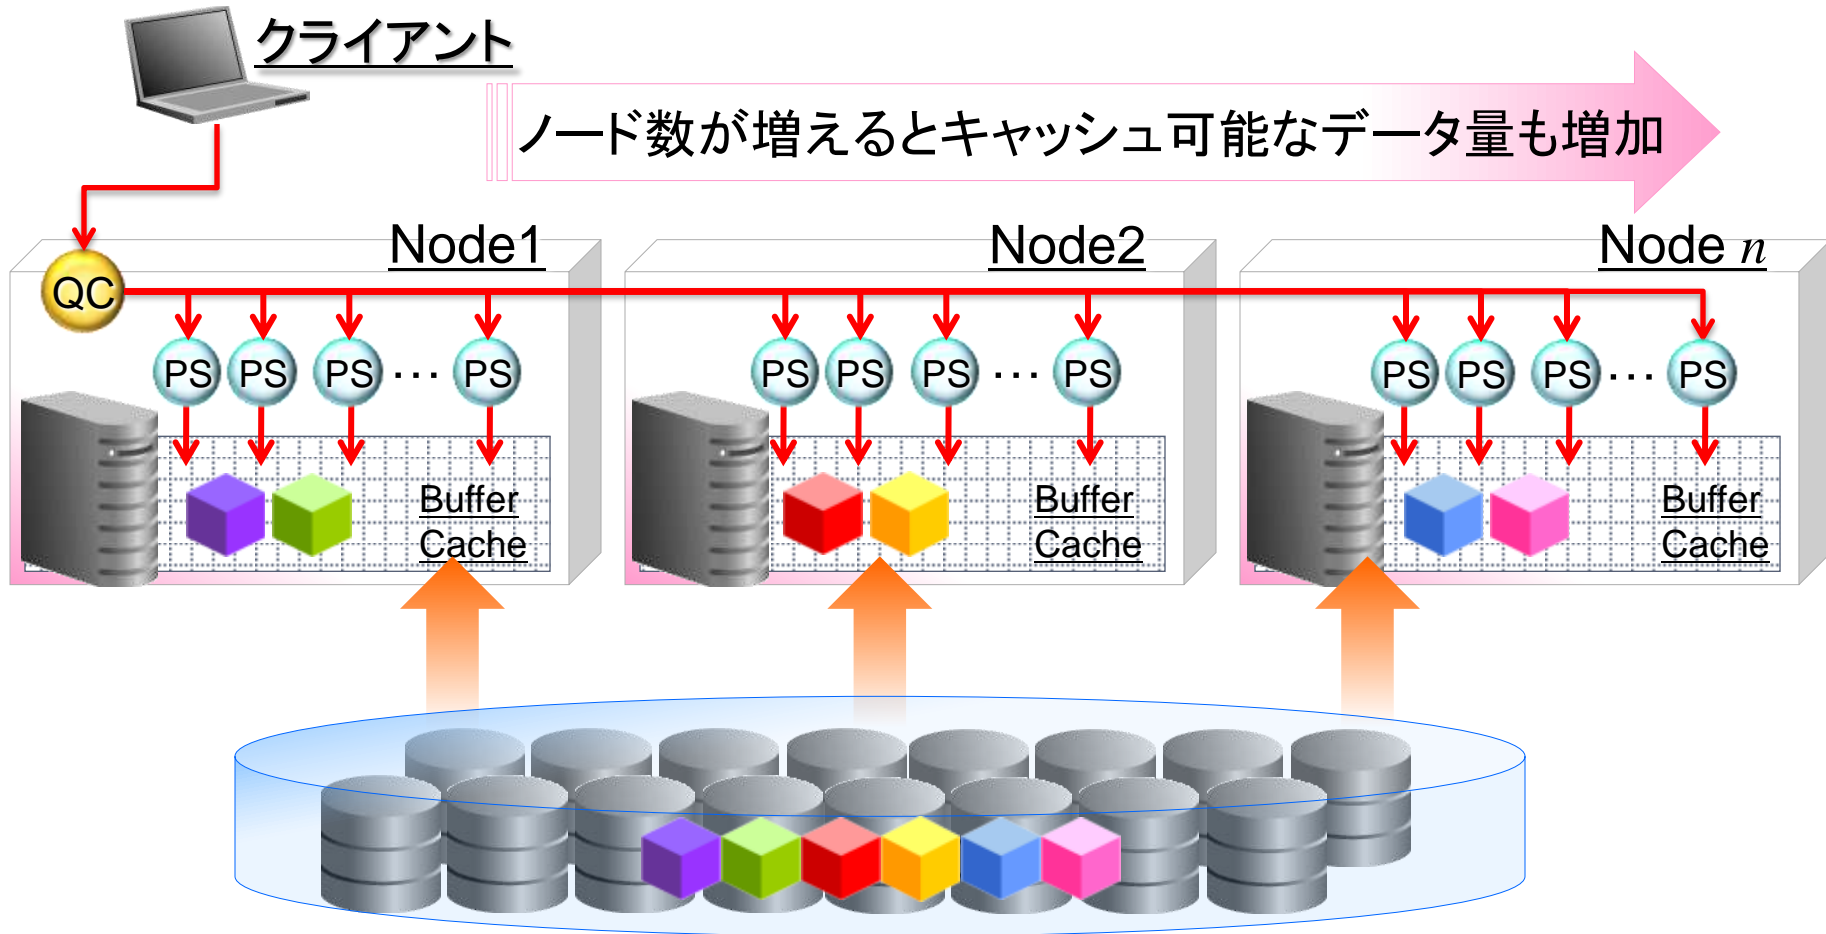 クライアント
ノード数が増えるとキャッシュ可能なデータ量も増加
Node1
Node2
Node n
QC
PS PS PS … PS
PS PS PS … PS
PS PS PS … PS
Buffer
Cache
Buffer
Cache
Buffer
Cache